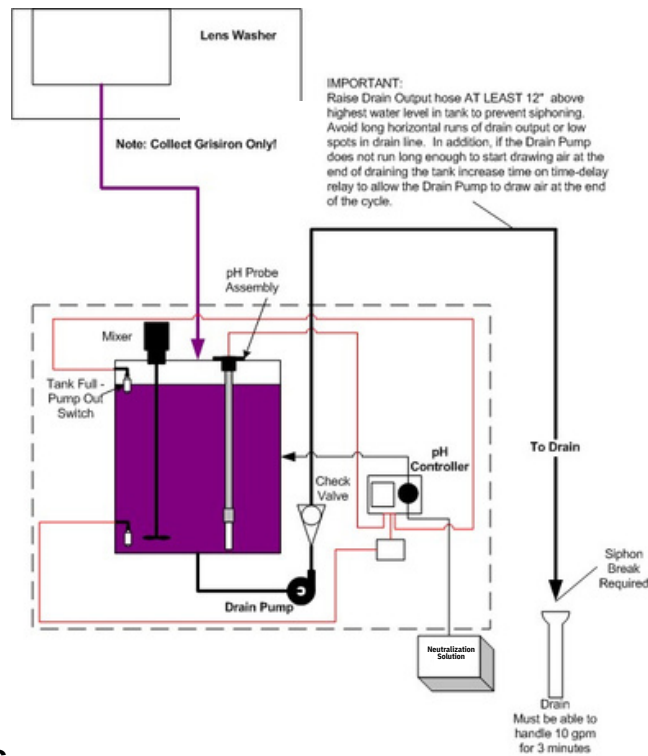 Lens Washer
IMPORTANT:
Raise Drain Output hose AT LEAST 12" above
highest water level in tank to prevent siphoning.
Avoid long horizontal runs of drain output or low
spots in drain line. In addition, if the Drain Pump
does not run long enough to start drawing air at the
end of draining the tank increase time on time-delay
relay to allow the Drain Pump to draw air at the end
of the cycle.
Note: Collect Grisiron Only!
pH Probe
Assembly
Mixer
Tank Full -
Pump Out
Switch
To Drain
pH
Controller
Check
Valve
Siphon
Break
Required
Drain Pump
Neutralization
Solution
Drain
Must be able to
handle 10 gpm
for 3 minutes